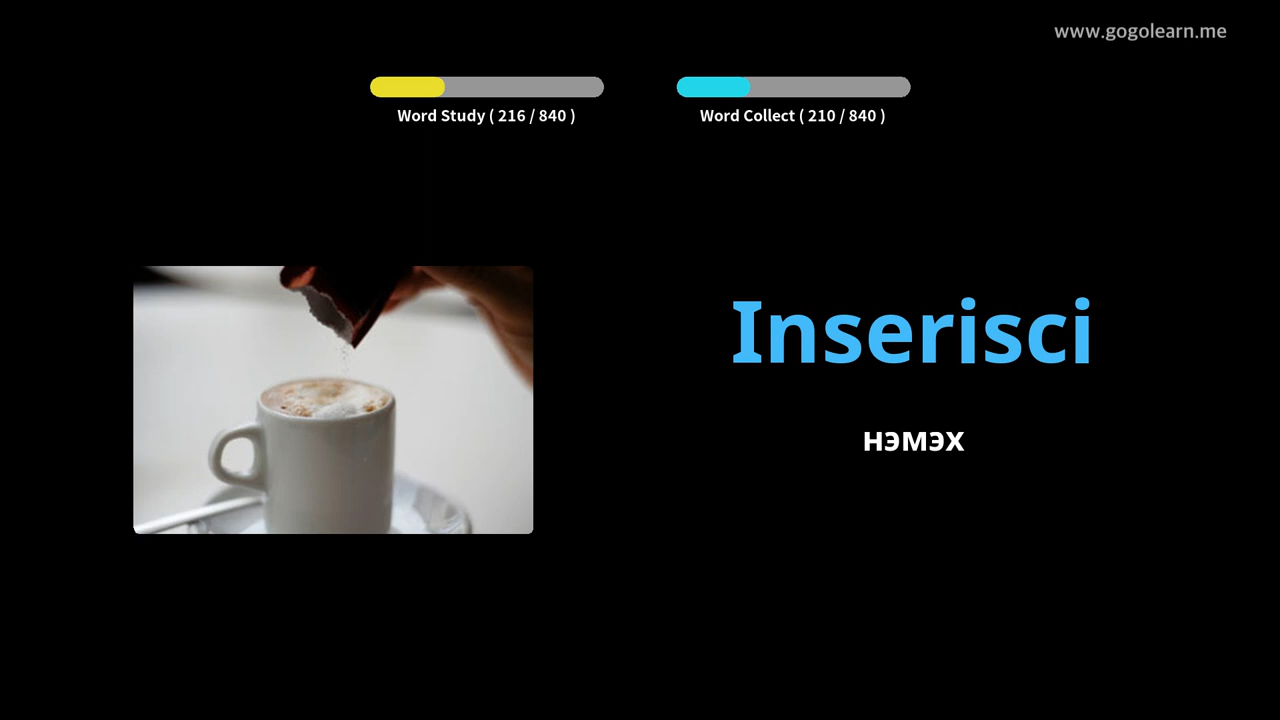 www.gogolearn.me
Word Study ( 216 / 840 )
Word Collect ( 210 / 840 )
Inserisci
нэмэх